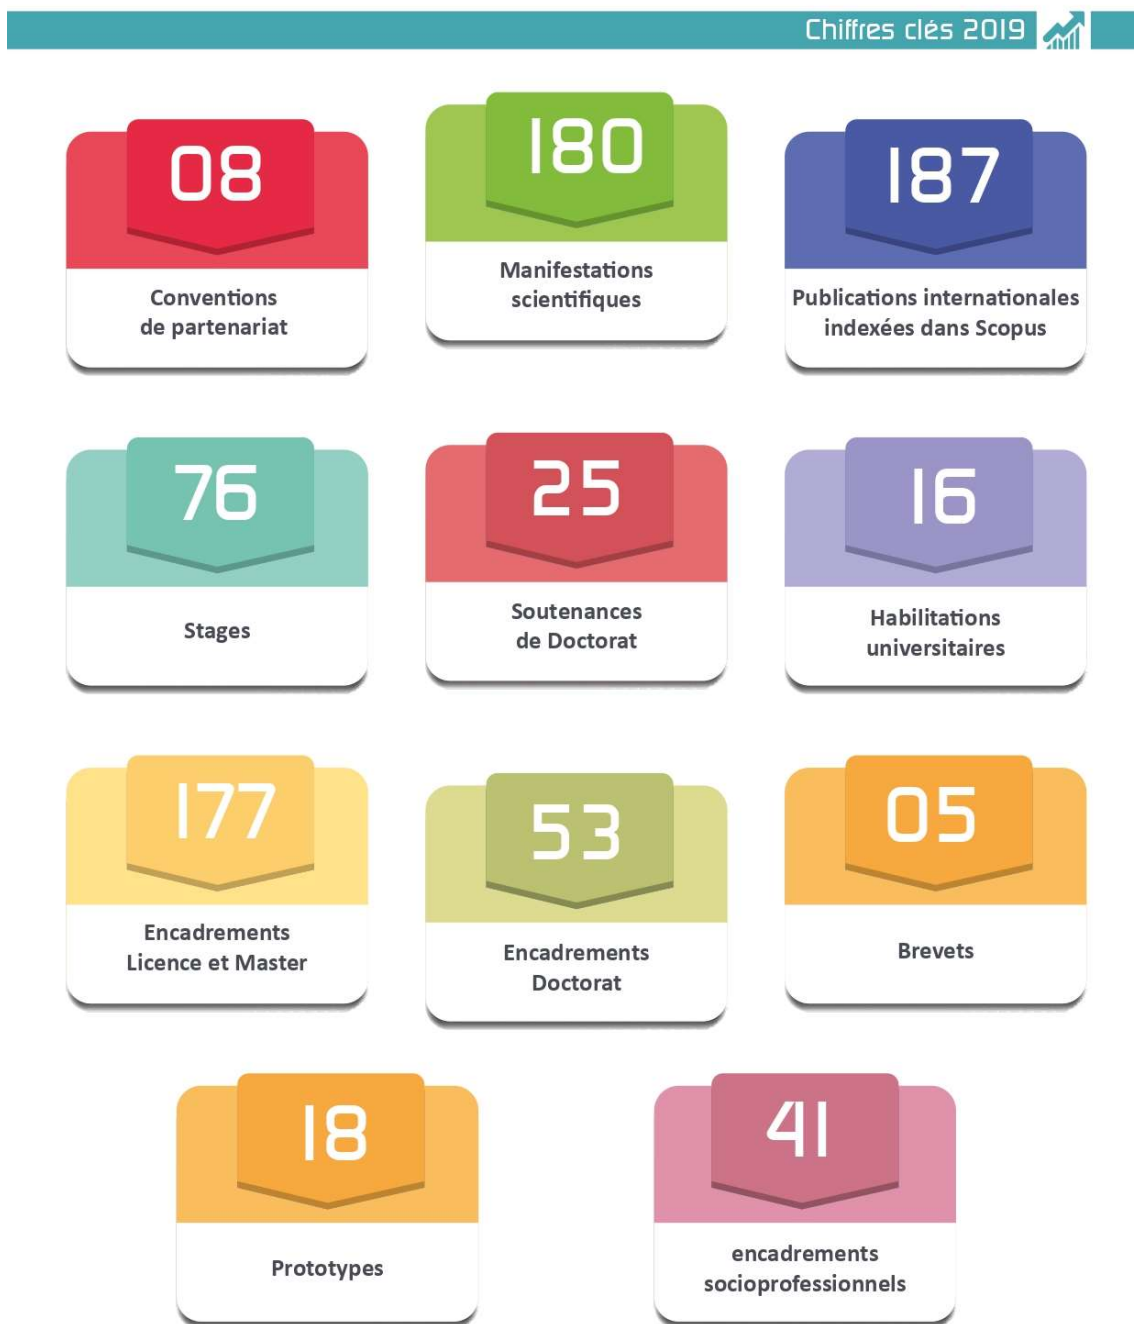 Chiffres clés 2019
08
Conventions
de partenariat
180
Manifestations
scientifiques
187
Publications internationales
indexées dans Scopus
76
Stages
25
Soutenances
de Doctorat
16
Habilitations
universitaires
177
Encadrements
Licence et Master
53
Encadrements
Doctorat
05
Brevets
18
Prototypes
41
encadrements
socioprofessionnels